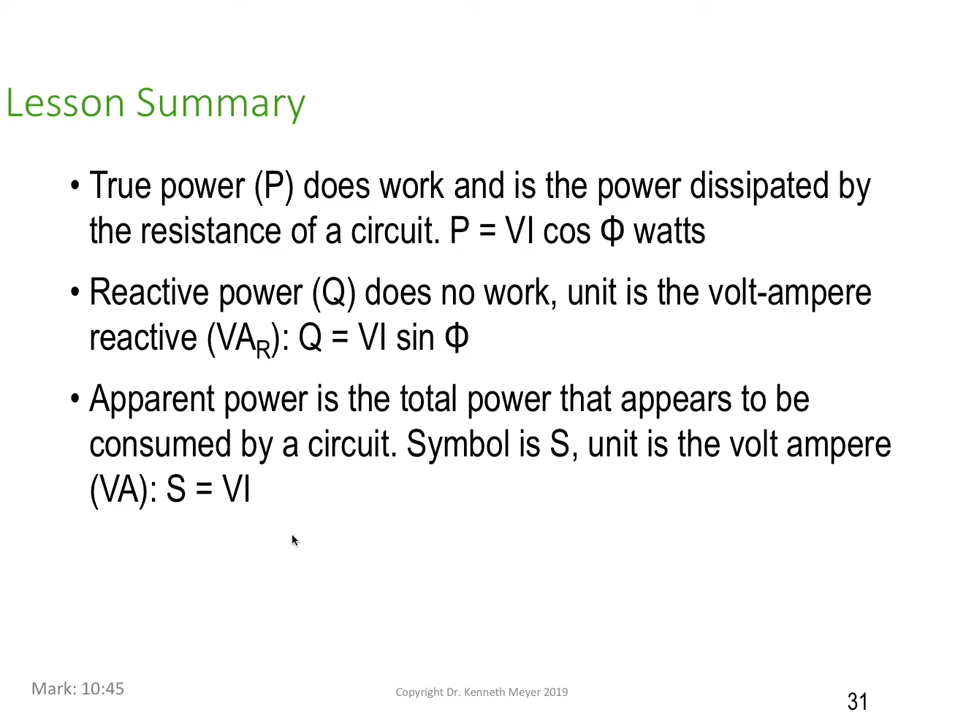 Lesson Summary
• True power (P) does work and is the power dissipated by
the resistance of a circuit. P = VI cos Φ watts
• Reactive power (Q) does no work, unit is the volt-ampere
reactive (VAR): Q = VI sin Φ
• Apparent power is the total power that appears to be
consumed by a circuit. Symbol is S, unit is the volt ampere
(VA): S = VI
Mark: 10:45
Copyright Dr. Kenneth Meyer 2019
31